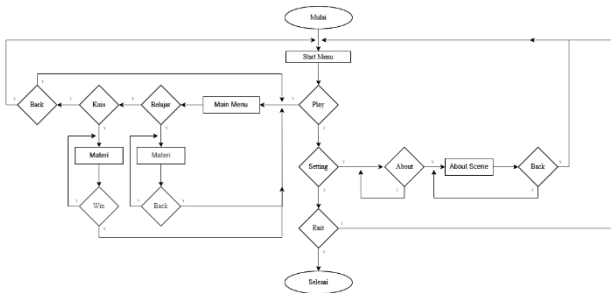 Mulai
Start Menu
Back
Kuis
Belajar
Main Menu
Play
Materi
Materi
Setting
About
About Scene
Back
Win
Back
Exit
Selesai